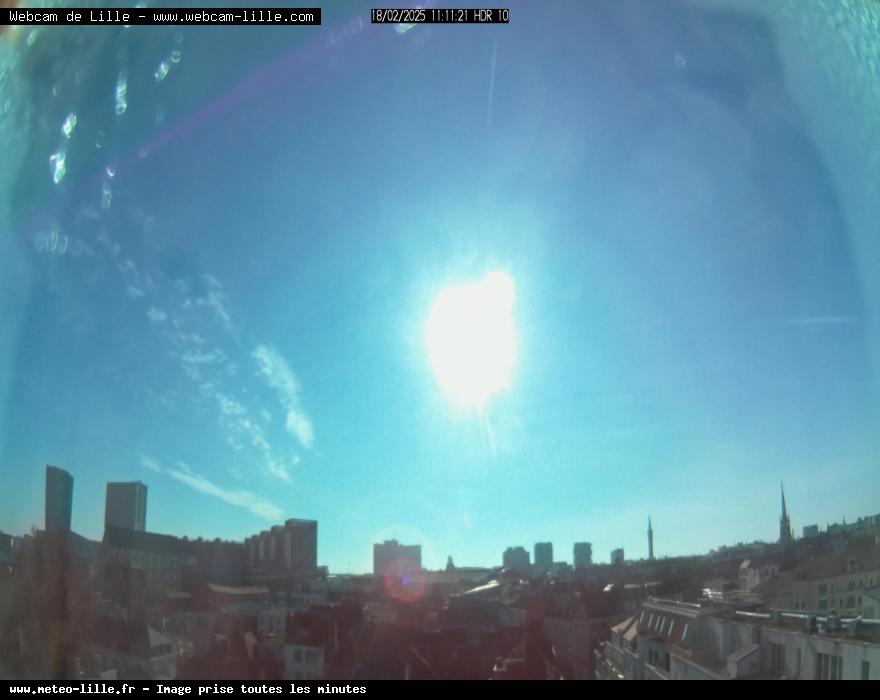 Webcam de Lille - www.webcam-lille.com
18/02/2025 11:11:21 HDR 10
www.meteo-lille.fr - Image prise toutes les minutes